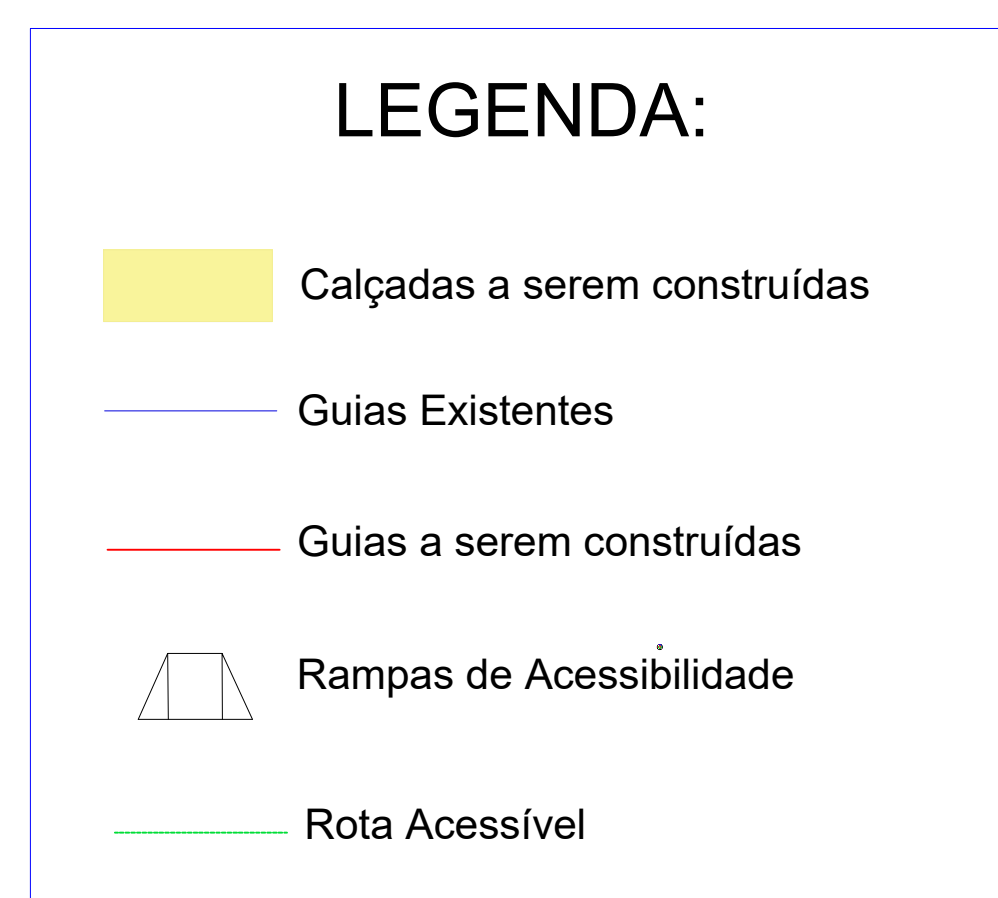 LEGENDA:
Calçadas a serem construídas
Guias Existentes
Guias a serem construídas
Rampas de Acessibilidade
Rota Acessível